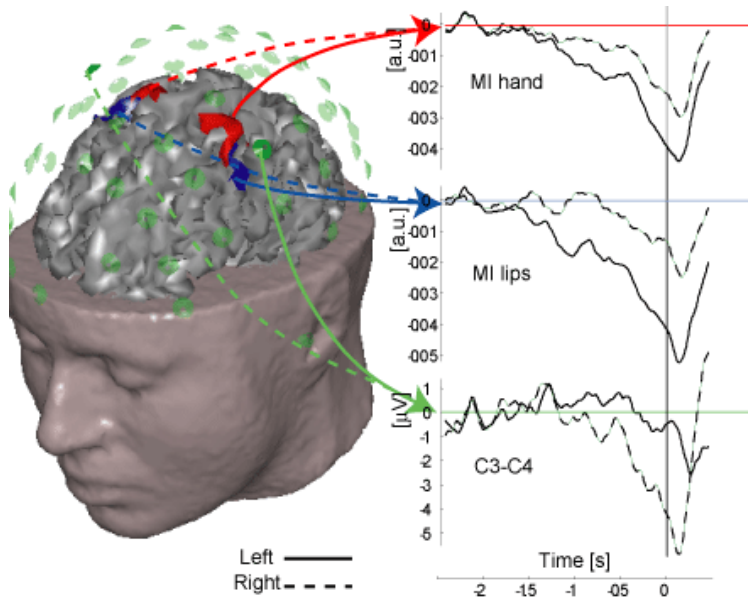 0
-001
-002
-003
-004
[a.u.]
MI hand
0
-001
-002
-003
-004
-005
[a.u.]
MI lips
1
0
-1
-2
-3
-4
-5
[µV]
C3-C4
Time [s]
-2 -15 -1 -05 0
Left
Right